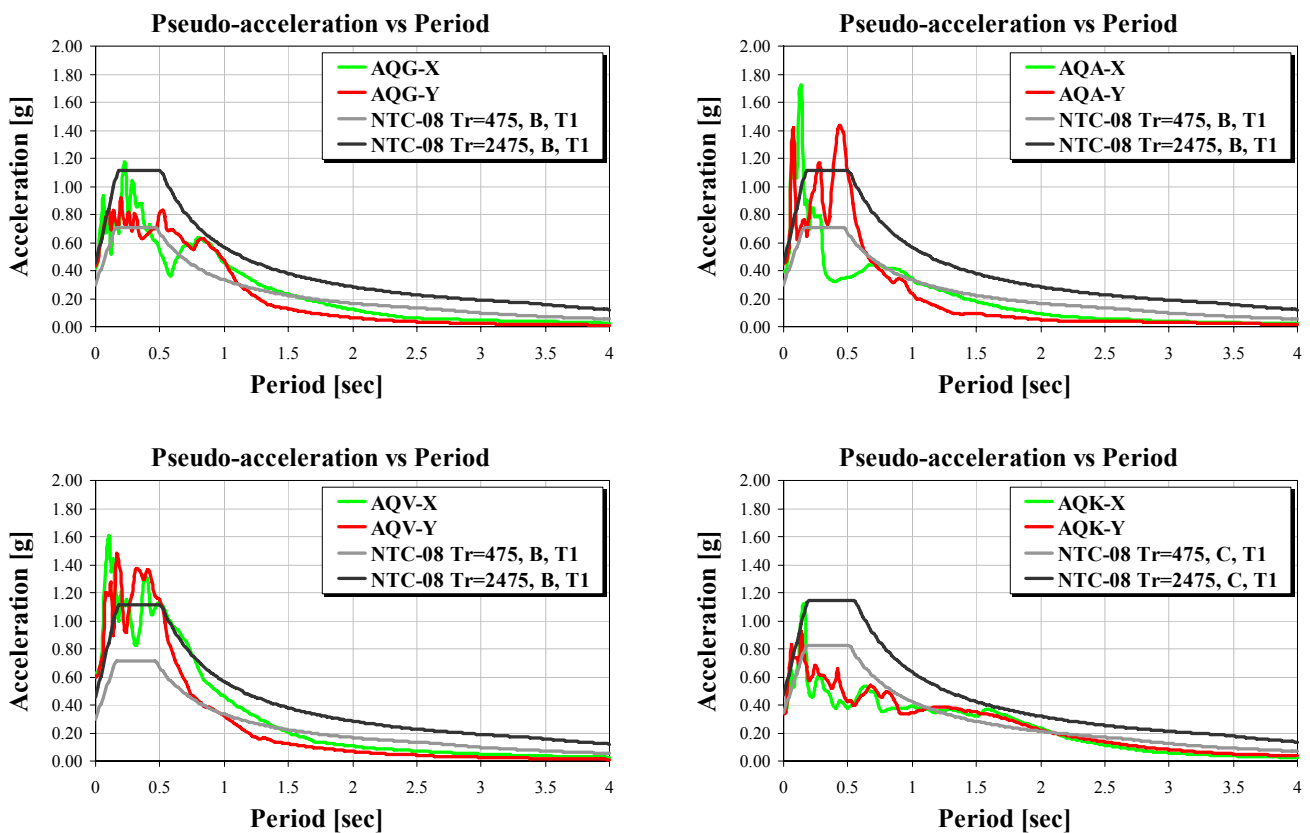 Pseudo-acceleration vs Period
2.00
1.80
1.60
1.40
1.20
1.00
0.80
0.60
0.40
0.20
0.00
Acceleration [g]
AQG-X
AQG-Y
NTC-08 Tr=475, B, T1
NTC-08 Tr=2475, B, T1
0 0.5 1 1.5 2 2.5 3 3.5 4
Period [sec]
Pseudo-acceleration vs Period
2.00
1.80
1.60
1.40
1.20
1.00
0.80
0.60
0.40
0.20
0.00
Acceleration [g]
AQA-X
AQA-Y
NTC-08 Tr=475, B, T1
NTC-08 Tr=2475, B, T1
0 0.5 1 1.5 2 2.5 3 3.5 4
Period [sec]
Pseudo-acceleration vs Period
2.00
1.80
1.60
1.40
1.20
1.00
0.80
0.60
0.40
0.20
0.00
Acceleration [g]
AQV-X
AQV-Y
NTC-08 Tr=475, B, T1
NTC-08 Tr=2475, B, T1
0 0.5 1 1.5 2 2.5 3 3.5 4
Period [sec]
Pseudo-acceleration vs Period
2.00
1.80
1.60
1.40
1.20
1.00
0.80
0.60
0.40
0.20
0.00
Acceleration [g]
AQK-X
AQK-Y
NTC-08 Tr=475, C, T1
NTC-08 Tr=2475, C, T1
0 0.5 1 1.5 2 2.5 3 3.5 4
Period [sec]